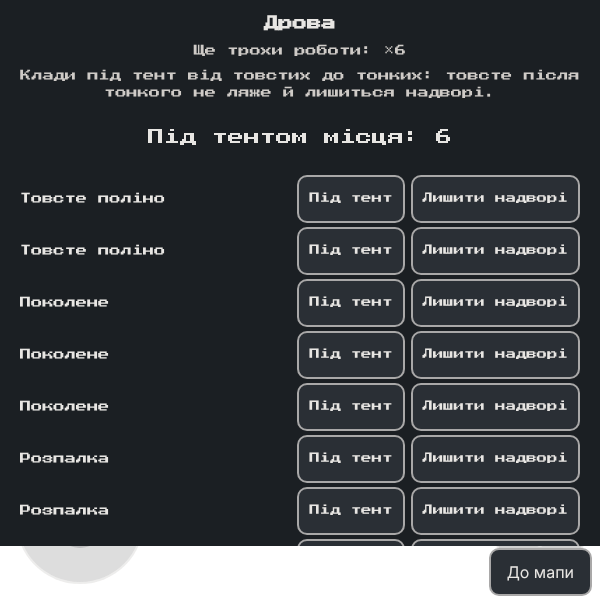 Дрова
Ще трохи роботи: ×6
Клади під тент від товстих до тонких: товсте після
тонкого не ляже й лишиться надворі.
Під тентом місця: 6
Товсте поліно Під тент Лишити надворі
Товсте поліно Під тент Лишити надворі
Поколене Під тент Лишити надворі
Поколене Під тент Лишити надворі
Поколене Під тент Лишити надворі
Розпалка Під тент Лишити надворі
Розпалка Під тент Лишити надворі
До мапи